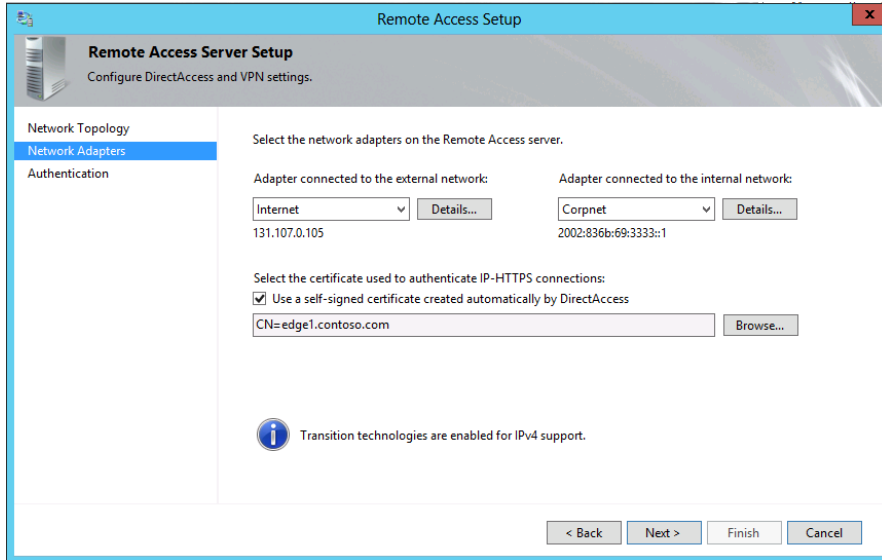 Remote Access Setup
x
Remote Access Server Setup
Configure DirectAccess and VPN settings.
Network Topology
Network Adapters
Authentication
Select the network adapters on the Remote Access server.
Adapter connected to the external network:
Adapter connected to the internal network:
Internet
Details...
Corpnet
Details...
131.107.0.105
2002:836b:69:3333::1
Select the certificate used to authenticate IP-HTTPS connections:
Use a self-signed certificate created automatically by DirectAccess
CN=edge1.contoso.com
Browse...
Transition technologies are enabled for IPv4 support.
< Back
Next >
Finish
Cancel